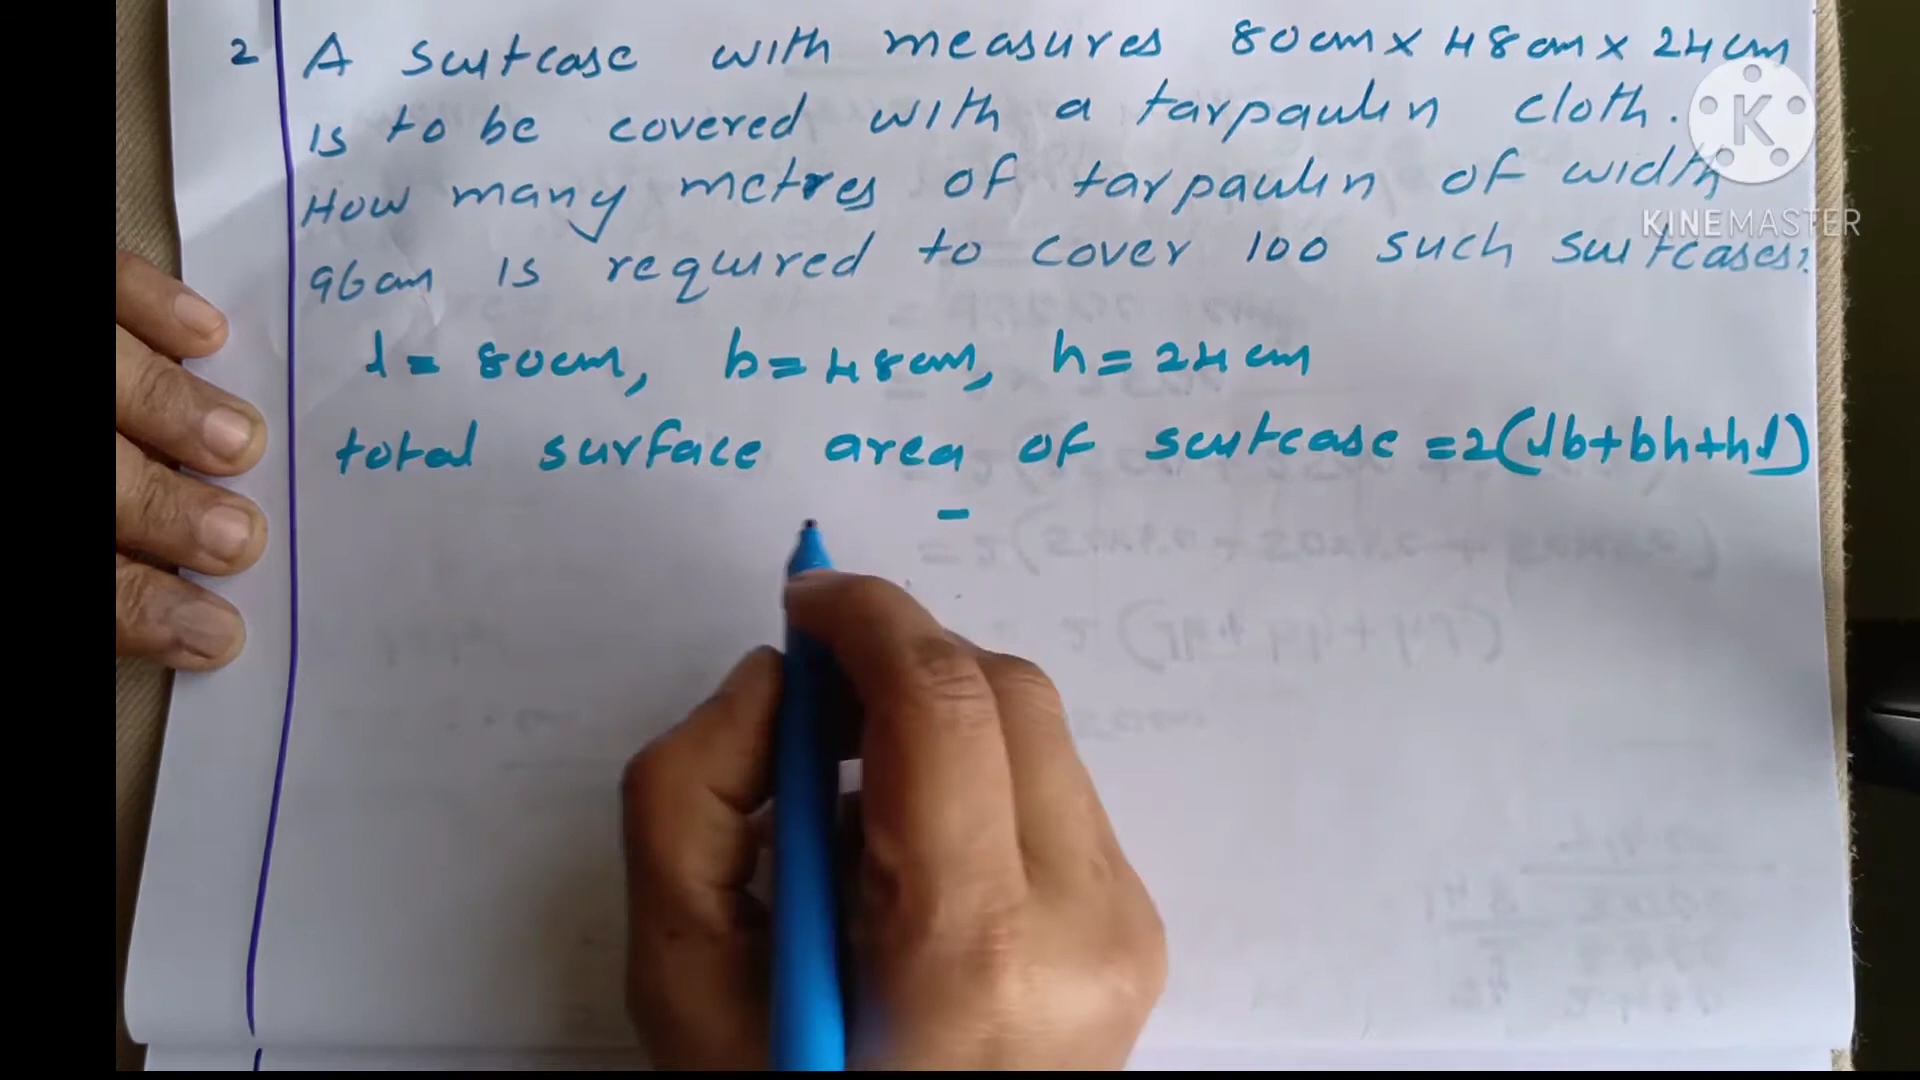 2 A suitcase with measures 80cm x 48cm x 24cm
is to be covered with a tarpaulin cloth.
How many metres of tarpaulin of width
96cm is required to cover 100 such suitcases?
l = 80cm, b = 48cm, h = 24cm
total surface area of suitcase = 2(lb+bh+hl)
=
K
KINEMASTER